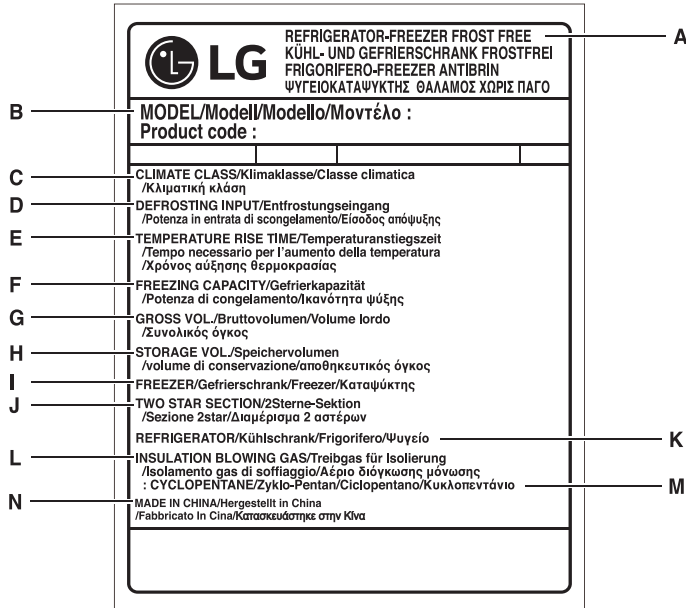 REFRIGERATOR-FREEZER FROST FREE
A
KÜHL- UND GEFRIERSCHRANK FROSTFREI
LG
FRIGORIFERO-FREEZER ANTIBRIN
ΨΥΓΕΙΟΚΑΤΑΨΥΚΤΗΣ ΘΑΛΑΜΟΣ ΧΩΡΙΣ ΠΑΓΟ
B
MODEL/Modell/Modello/Μοντέλο :
Product code :
C
CLIMATE CLASS/Klimaklasse/Classe climatica
/Κλιματική κλάση
D
DEFROSTING INPUT/Entfrostungseingang
/Potenza in entrata di scongelamento/Είσοδος απόψυξης
E
TEMPERATURE RISE TIME/Temperaturanstiegszeit
/Tempo necessario per l'aumento della temperatura
/Χρόνος αύξησης θερμοκρασίας
F
FREEZING CAPACITY/Gefrierkapazität
/Potenza di congelamento/Ικανότητα ψύξης
G
GROSS VOL./Bruttovolumen/Volume lordo
/Συνολικός όγκος
H
STORAGE VOL./Speichervolumen
/volume di conservazione/αποθηκευτικός όγκος
I
FREEZER/Gefrierschrank/Freezer/Καταψύκτης
J
TWO STAR SECTION/2Sterne-Sektion
/Sezione 2star/Διαμέρισμα 2 αστέρων
REFRIGERATOR/Kühlschrank/Frigorifero/Ψυγείο
K
L
INSULATION BLOWING GAS/Treibgas für Isolierung
/Isolamento gas di soffiaggio/Αέριο διόγκωσης μόνωσης
: CYCLOPENTANE/Zyklo-Pentan/Ciclopentano/Κυκλοπεντάνιο
M
N
MADE IN CHINA/Hergestellt in China
/Fabbricato In Cina/Κατασκευάστηκε στην Κίνα